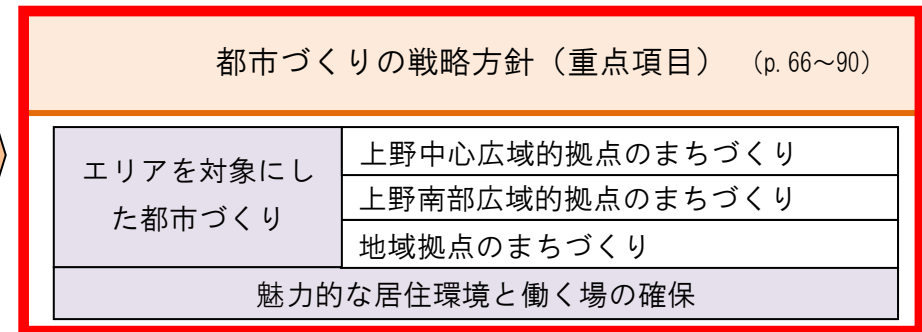 都市づくりの戦略方針（重点項目） （p.66～90）
エリアを対象にし
た都市づくり
上野中心広域的拠点のまちづくり
上野南部広域的拠点のまちづくり
地域拠点のまちづくり
魅力的な居住環境と働く場の確保